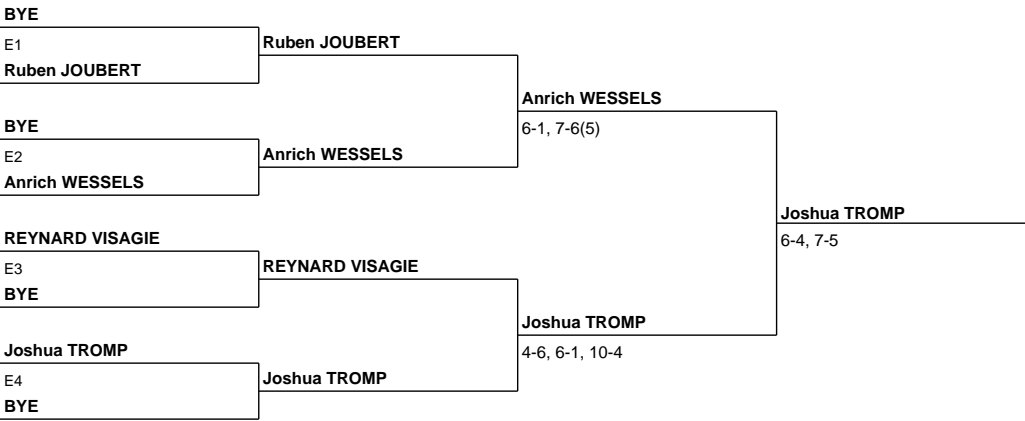 BYE
E1
Ruben JOUBERT
Ruben JOUBERT
BYE
E2
Anrich WESSELS
Anrich WESSELS
Anrich WESSELS
6-1, 7-6(5)
REYNARD VISAGIE
E3
BYE
REYNARD VISAGIE
Joshua TROMP
E4
BYE
Joshua TROMP
Joshua TROMP
4-6, 6-1, 10-4
Joshua TROMP
6-4, 7-5